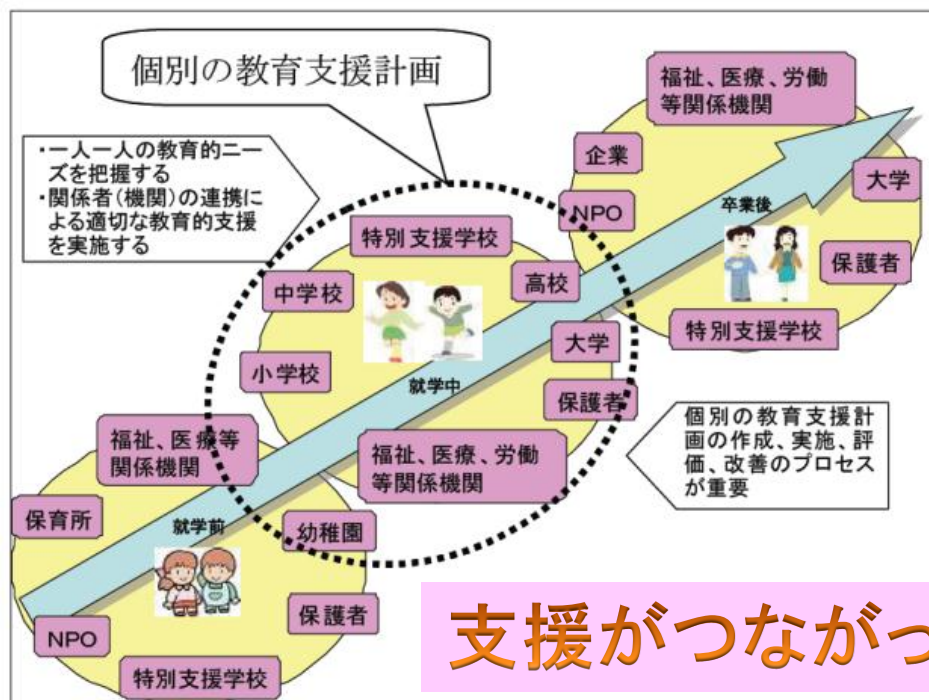 個別の教育支援計画
・一人一人の教育的ニー
ズを把握する
・関係者(機関)の連携に
よる適切な教育的支援
を実施する
福祉、医療、労働
等関係機関
企業
NPO
大学
卒業後
保護者
特別支援学校
特別支援学校
中学校
高校
小学校
大学
就学中
保護者
福祉、医療、労働
等関係機関
個別の教育支援計
画の作成、実施、評
価、改善のプロセス
が重要
福祉、医療等
関係機関
保育所
就学前
幼稚園
保護者
NPO
特別支援学校
支援がつながっ